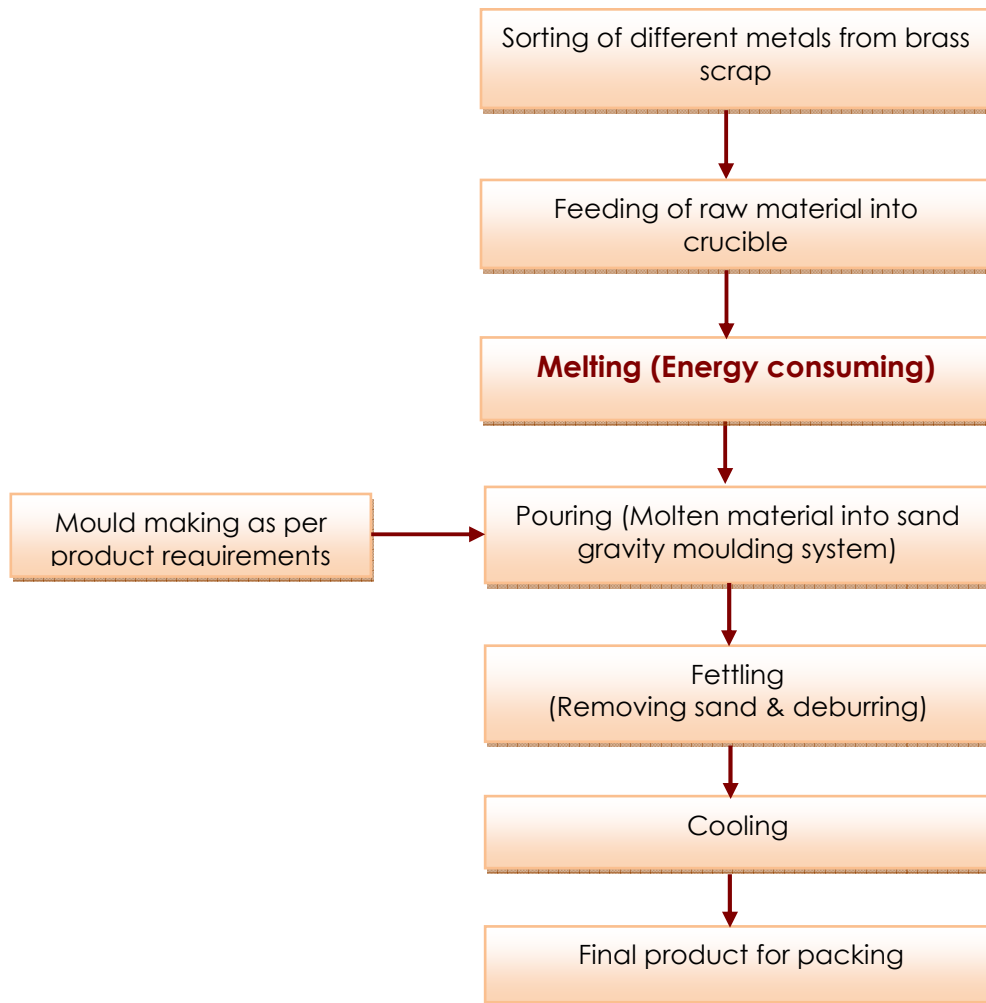 Sorting of different metals from brass
scrap
Feeding of raw material into
crucible
Melting (Energy consuming)
Mould making as per
product requirements
Pouring (Molten material into sand
gravity moulding system)
Fettling
(Removing sand & deburring)
Cooling
Final product for packing